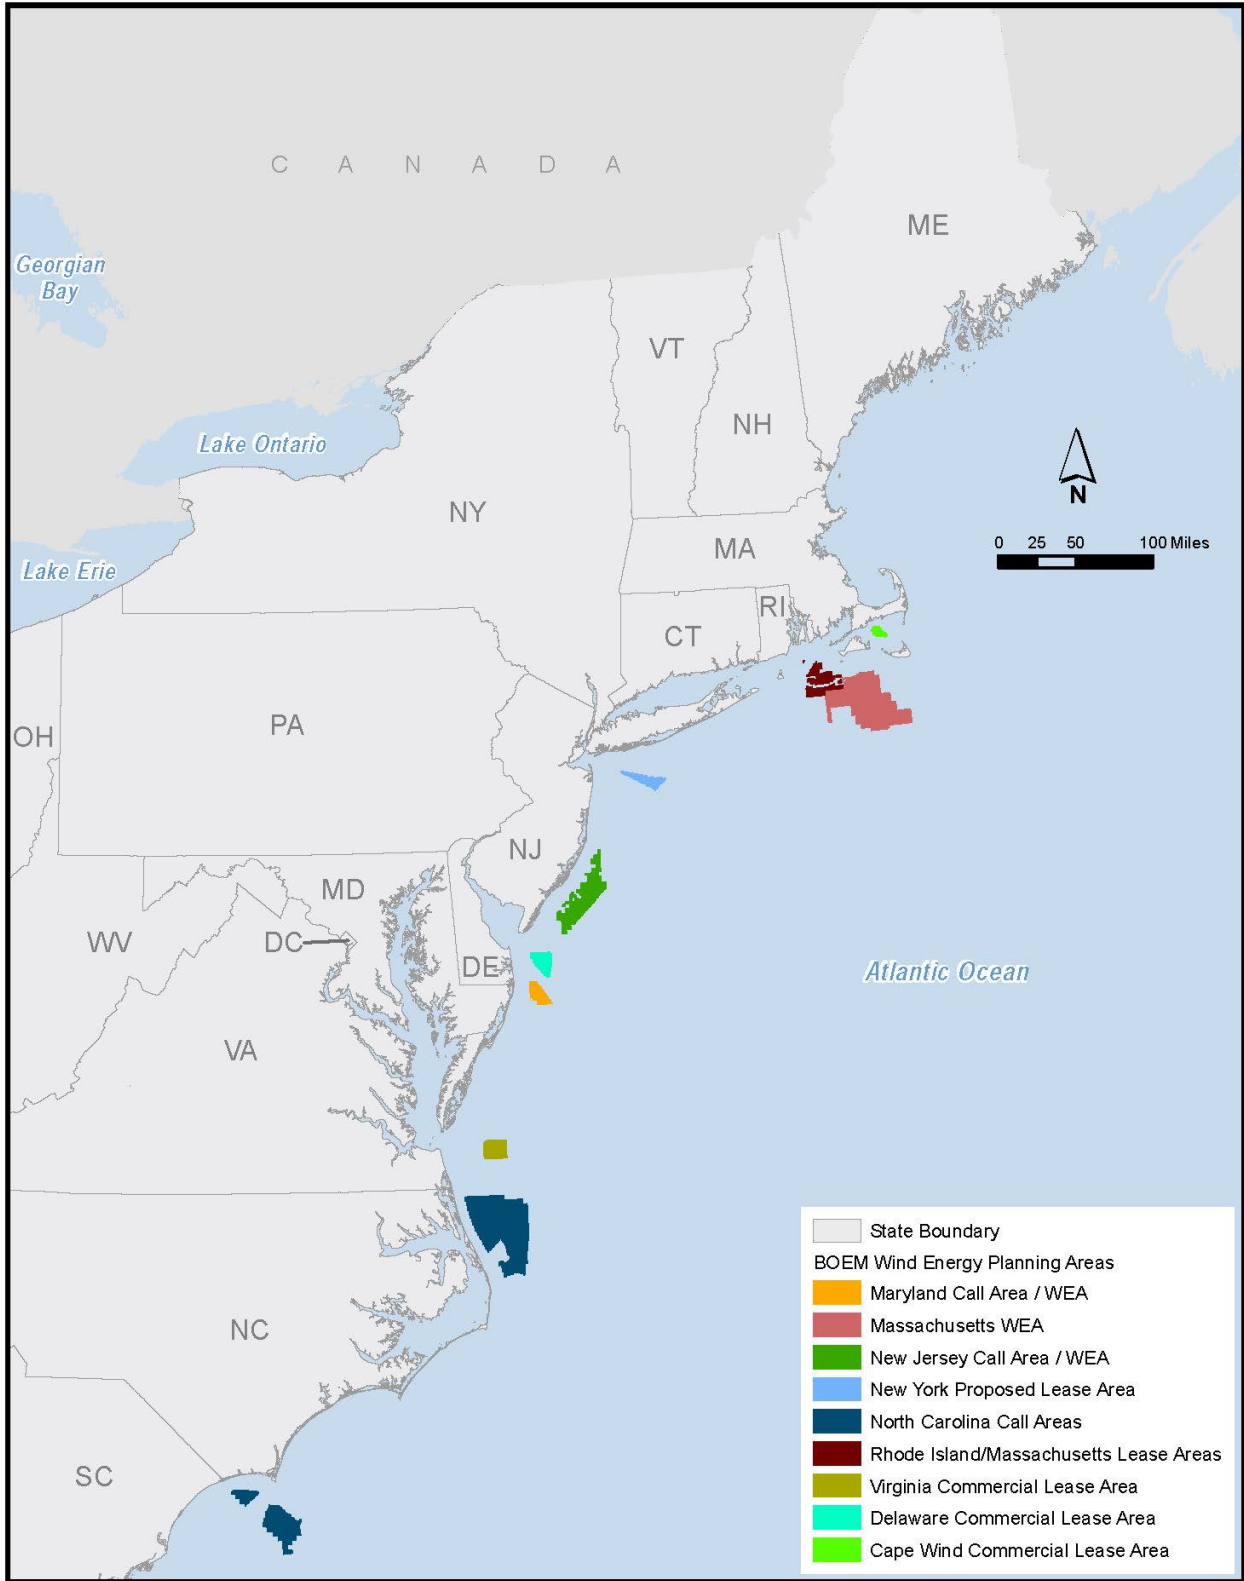 C A N A D A
ME
Georgian
Bay
VT
NH
Lake Ontario
N
NY
0 25 50 100 Miles
MA
Lake Erie
RI
CT
PA
OH
NJ
MD
WV
DC
DE
Atlantic Ocean
VA
NC
SC
State Boundary
BOEM Wind Energy Planning Areas
Maryland Call Area / WEA
Massachusetts WEA
New Jersey Call Area / WEA
New York Proposed Lease Area
North Carolina Call Areas
Rhode Island/Massachusetts Lease Areas
Virginia Commercial Lease Area
Delaware Commercial Lease Area
Cape Wind Commercial Lease Area